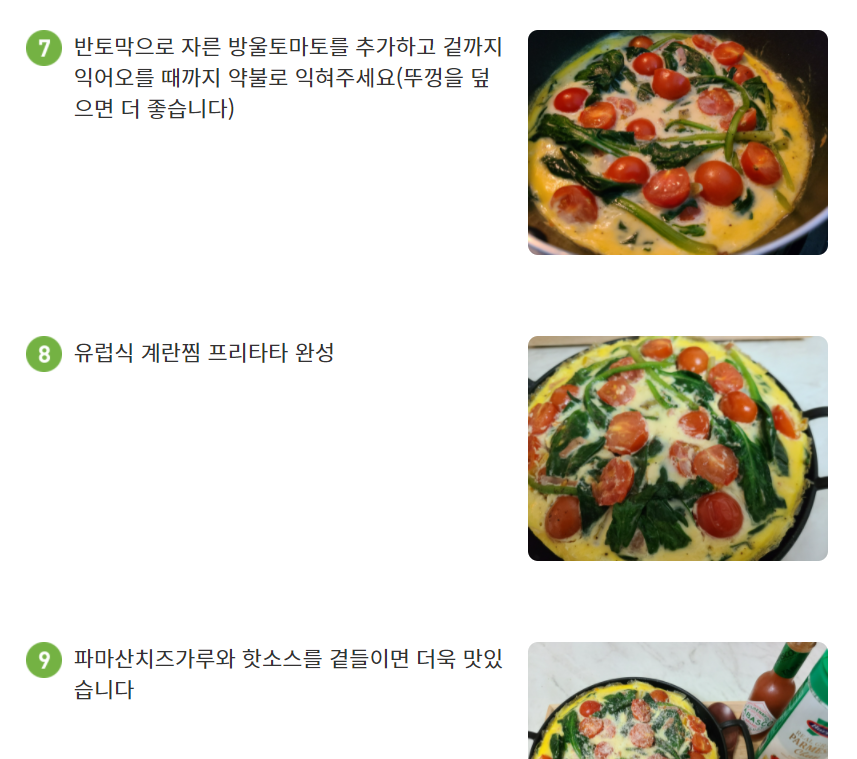 7
반토막으로 자른 방울토마토를 추가하고 겉까지
익어오를 때까지 약불로 익혀주세요(뚜껑을 덮
으면 더 좋습니다)
8
유럽식 계란찜 프리타타 완성
9
파마산치즈가루와 핫소스를 곁들이면 더욱 맛있
습니다